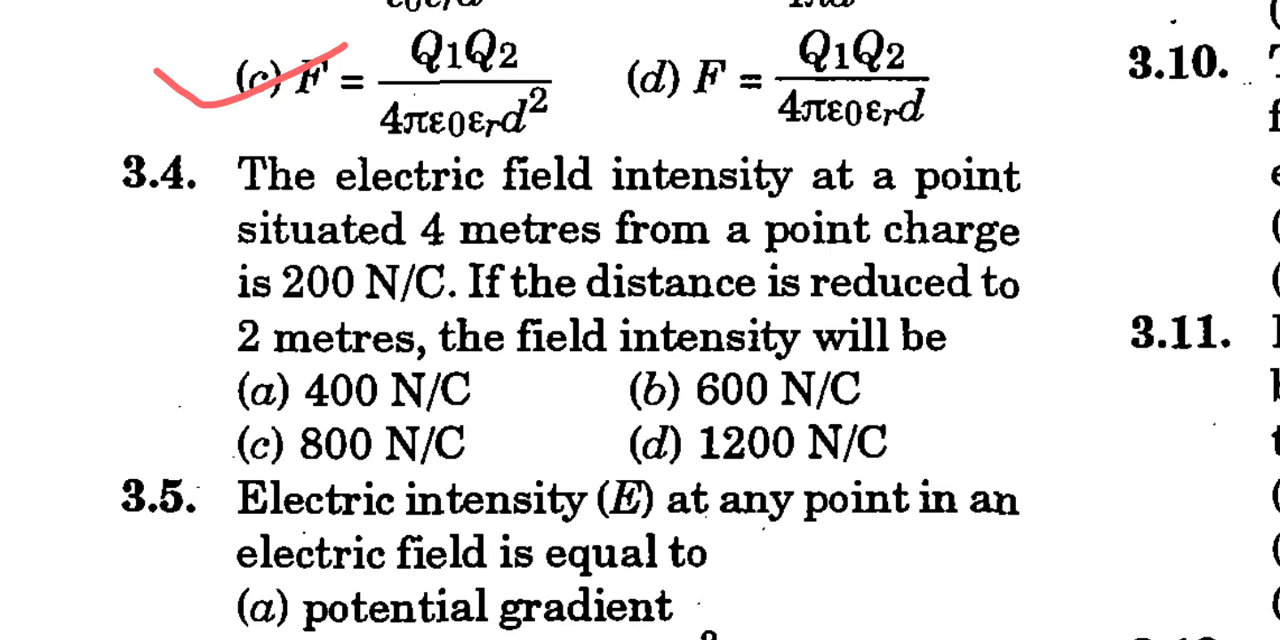 (c) F = Q1Q2 / 4πε0εrd² (d) F = Q1Q2 / 4πε0εrd
3.10.
3.4. The electric field intensity at a point
situated 4 metres from a point charge
is 200 N/C. If the distance is reduced to
2 metres, the field intensity will be
(a) 400 N/C (b) 600 N/C
(c) 800 N/C (d) 1200 N/C
3.5. Electric intensity (E) at any point in an
electric field is equal to
(a) potential gradient
3.11.